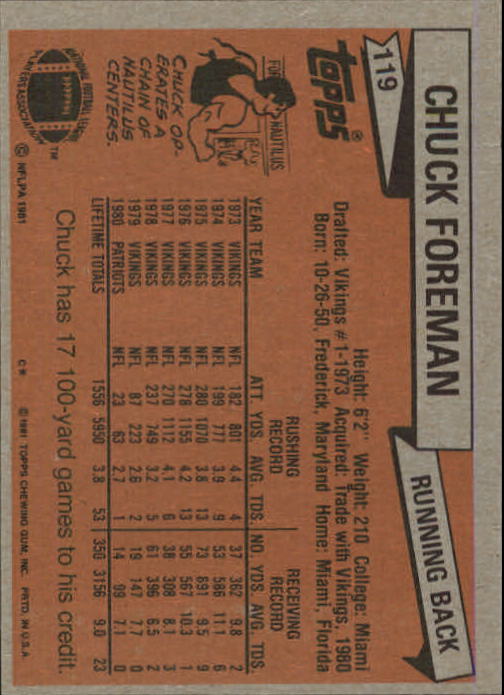 CHUCK FOREMAN
RUNNING BACK
119
topps®
Height: 6'2" Weight: 210 College: Miami
Drafted: Vikings #1-1973 Acquired: Trade with Vikings, 1980
Born: 10-26-50, Frederick, Maryland Home: Miami, Florida
NAUTILUS
CHUCK OP-
ERATES A
CHAIN OF
NAUTILUS
CENTERS.
RUSHING RECEIVING
RECORD RECORD
YEAR TEAM ATT. YDS. AVG. TDS. NO. YDS. AVG. TDS.
1973 VIKINGS NFL 182 801 4.4 4 37 362 9.8 2
1974 VIKINGS NFL 199 777 3.9 9 53 586 11.1 6
1975 VIKINGS NFL 280 1070 3.8 13 73 691 9.5 9
1976 VIKINGS NFL 278 1155 4.2 13 55 567 10.3 1
1977 VIKINGS NFL 270 1112 4.1 6 38 308 8.1 3
1978 VIKINGS NFL 237 749 3.2 5 61 396 6.5 2
1979 VIKINGS NFL 87 223 2.6 2 19 147 7.7 0
1980 PATRIOTS NFL 23 63 2.7 1 14 99 7.1 0
LIFETIME TOTALS 1556 5950 3.8 53 350 3156 9.0 23
Chuck has 17 100-yard games to his credit.
NATIONAL FOOTBALL LEAGUE
PLAYERS ASSOCIATION
™
© NFLPA 1981
C* © 1981 TOPPS CHEWING GUM, INC. PRTD. IN U.S.A.